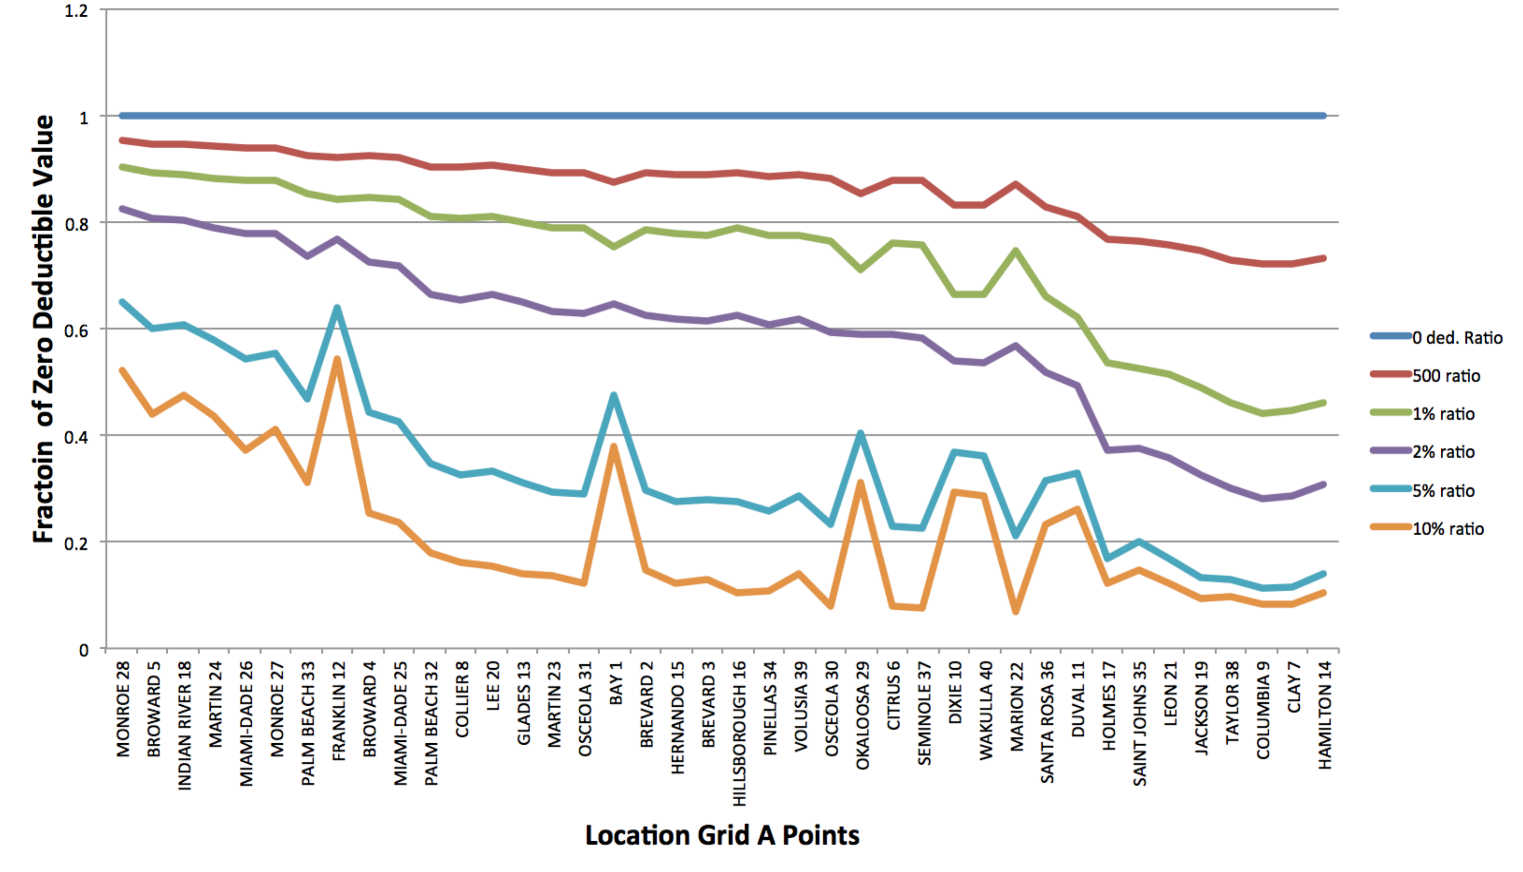 1.2
1
0.8
0.6
0.4
0.2
0
Fractoin of Zero Deductible Value
MONROE 28
BROWARD 5
INDIAN RIVER 18
MARTIN 24
MIAMI-DADE 26
MONROE 27
PALM BEACH 33
FRANKLIN 12
BROWARD 4
MIAMI-DADE 25
PALM BEACH 32
COLLIER 8
LEE 20
GLADES 13
MARTIN 23
OSCEOLA 31
BAY 1
BREVARD 2
HERNANDO 15
BREVARD 3
HILLSBOROUGH 16
PINELLAS 34
VOLUSIA 39
OSCEOLA 30
OKALOOSA 29
CITRUS 6
SEMINOLE 37
DIXIE 10
WAKULLA 40
MARION 22
SANTA ROSA 36
DUVAL 11
HOLMES 17
SAINT JOHNS 35
LEON 21
JACKSON 19
TAYLOR 38
COLUMBIA 9
CLAY 7
HAMILTON 14
Location Grid A Points
0 ded. Ratio
500 ratio
1% ratio
2% ratio
5% ratio
10% ratio